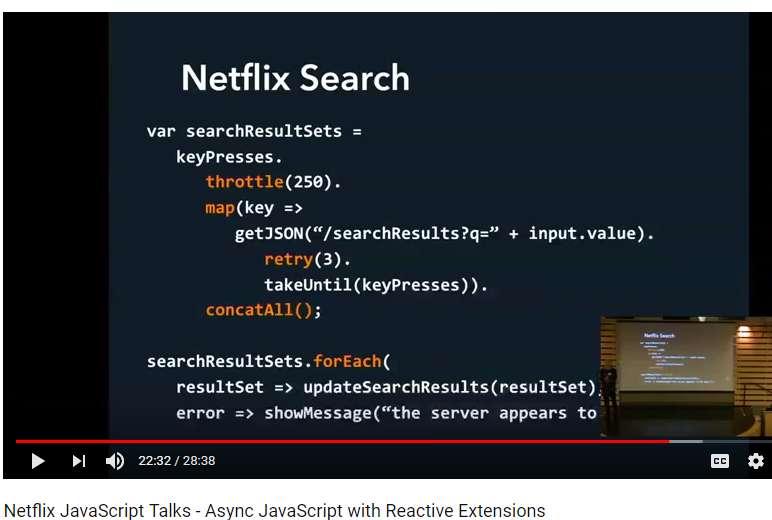 Netflix Search
var searchResultSets =
keyPresses.
throttle(250).
map(key =>
getJSON(“/searchResults?q=” + input.value).
retry(3).
takeUntil(keyPresses)).
concatAll();
searchResultSets.forEach(
resultSet => updateSearchResults(resultSet)
error => showMessage(“the server appears to
Netflix Search
22:32 / 28:38
CC
Netflix JavaScript Talks - Async JavaScript with Reactive Extensions